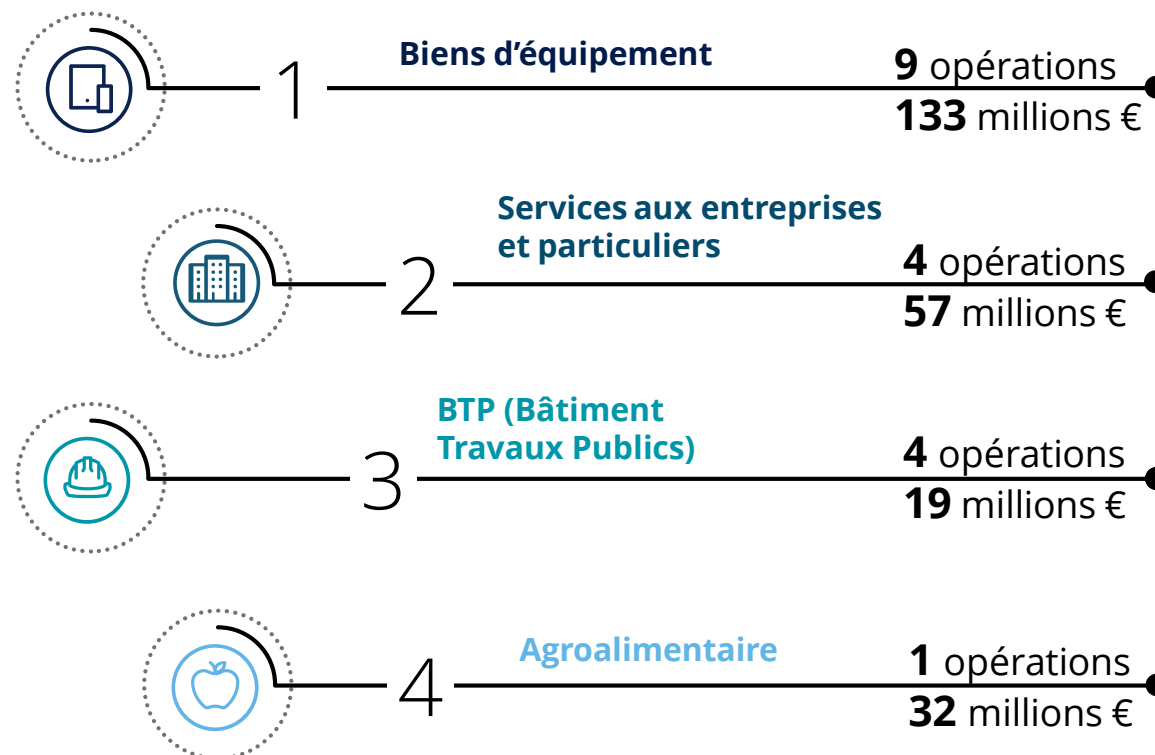 1
Biens d’équipement
9 opérations
133 millions €
2
Services aux entreprises
et particuliers
4 opérations
57 millions €
3
BTP (Bâtiment
Travaux Publics)
4 opérations
19 millions €
4
Agroalimentaire
1 opérations
32 millions €